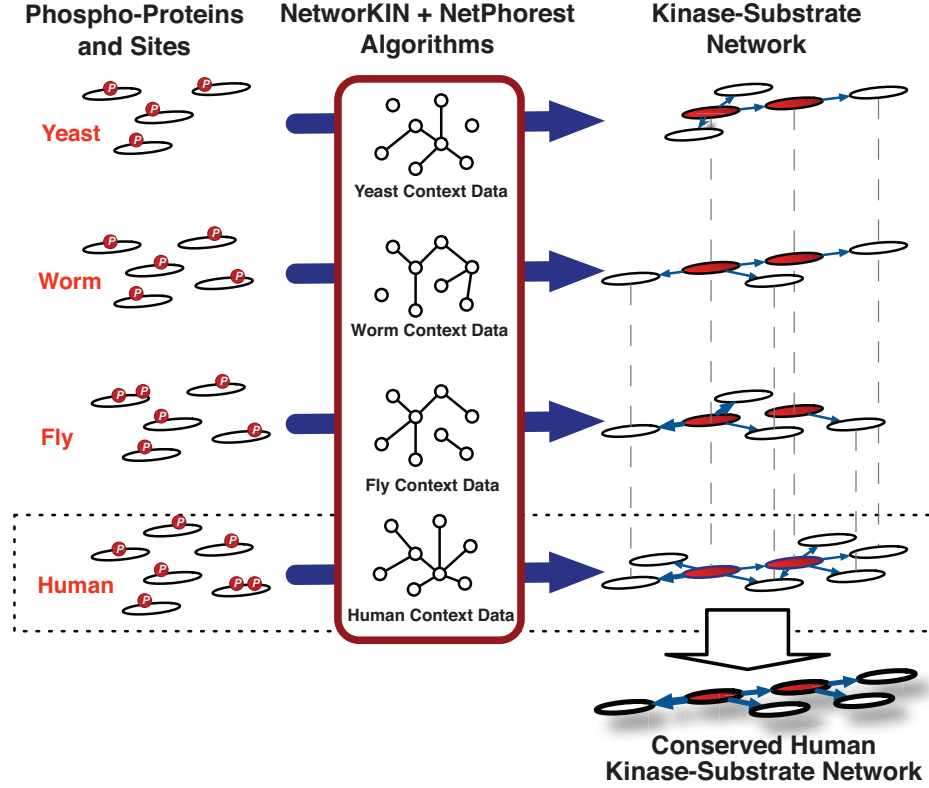 Phospho-Proteins
and Sites
NetworKIN + NetPhorest
Algorithms
Kinase-Substrate
Network
P
P
P
P
Yeast
Yeast Context Data
P
P
P
P
P
Worm
Worm Context Data
P
P
P
P
P
P
Fly
Fly Context Data
P
P
P
P
P
P
P
Human
Human Context Data
Conserved Human
Kinase-Substrate Network